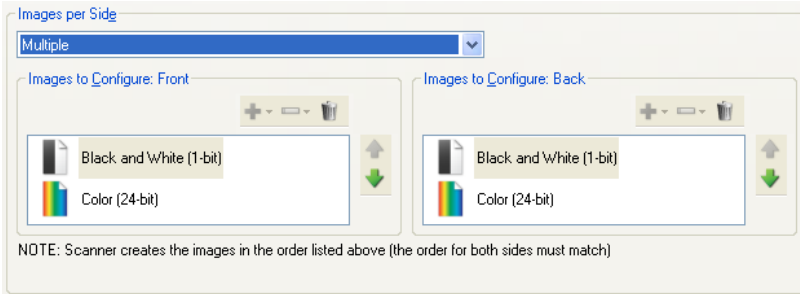 Images per Side
Multiple
Images to Configure: Front
Images to Configure: Back
Black and White (1-bit)
Black and White (1-bit)
Color (24-bit)
Color (24-bit)
NOTE: Scanner creates the images in the order listed above (the order for both sides must match)